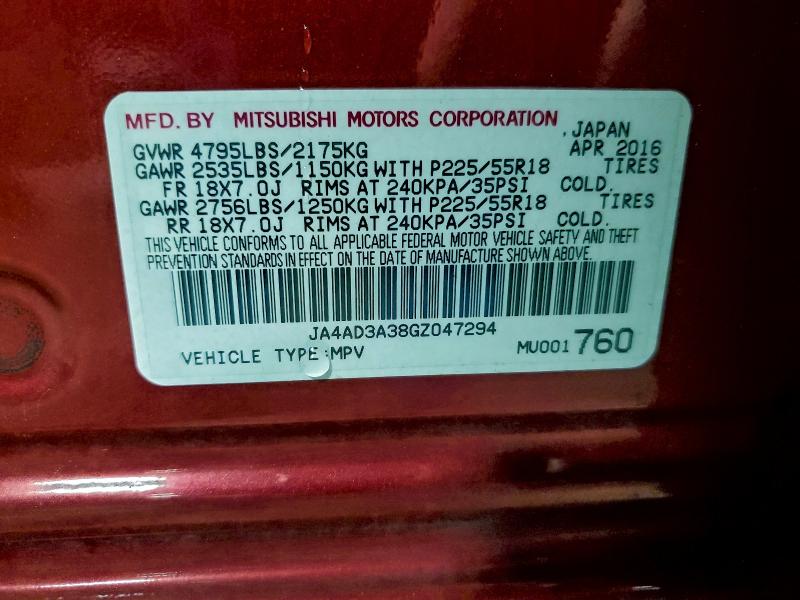 MFD. BY MITSUBISHI MOTORS CORPORATION , JAPAN
GVWR 4795LBS/2175KG APR 2016
GAWR 2535LBS/1150KG WITH P225/55R18 TIRES
FR 18X7.0J RIMS AT 240KPA/35PSI COLD.
GAWR 2756LBS/1250KG WITH P225/55R18 TIRES
RR 18X7.0J RIMS AT 240KPA/35PSI COLD.
THIS VEHICLE CONFORMS TO ALL APPLICABLE FEDERAL MOTOR VEHICLE SAFETY AND THEFT
PREVENTION STANDARDS IN EFFECT ON THE DATE OF MANUFACTURE SHOWN ABOVE.
JA4AD3A38GZ047294
VEHICLE TYPE:MPV MU001 760